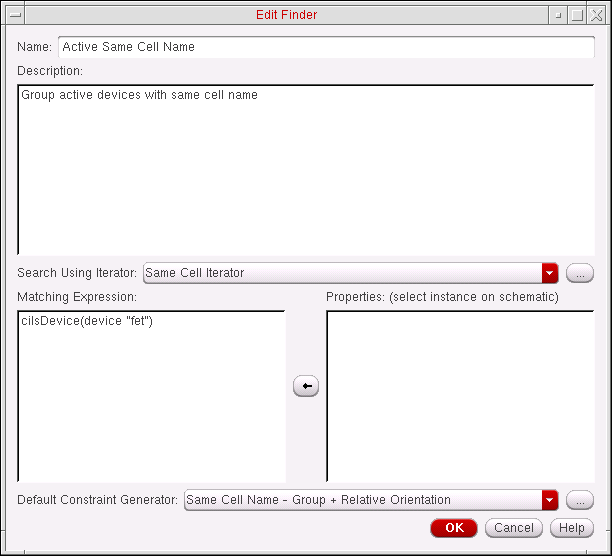 Edit Finder
Name: Active Same Cell Name
Description:
Group active devices with same cell name
Search Using Iterator: Same Cell Iterator ...
Matching Expression: Properties: (select instance on schematic)
ciIsDevice(device "fet")
Default Constraint Generator: Same Cell Name - Group + Relative Orientation ...
OK Cancel Help